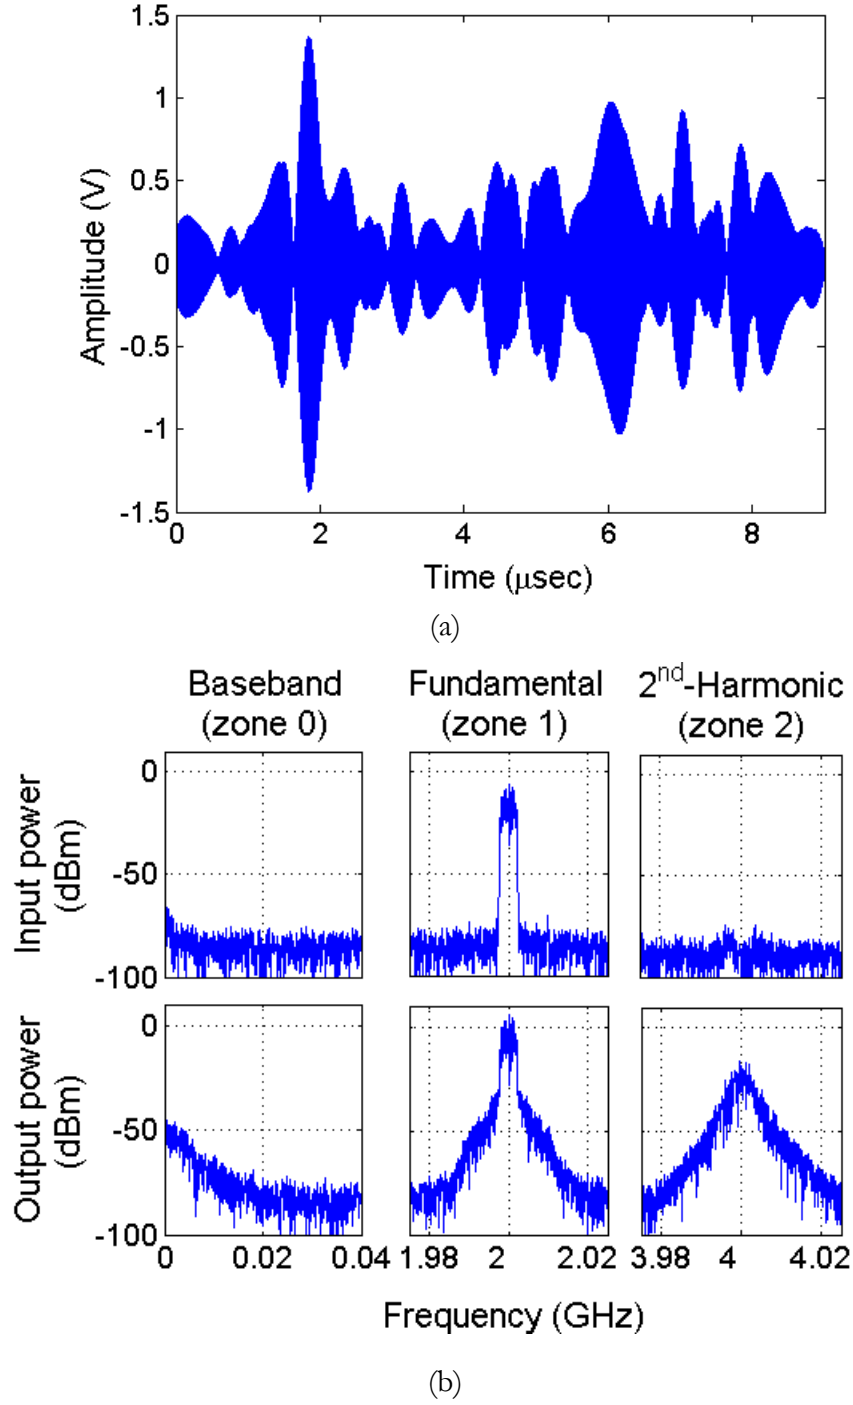 1.5
1
0.5
0
-0.5
-1
-1.5
Amplitude (V)
0 2 4 6 8
Time (μsec)
(a)
Baseband (zone 0)
Fundamental (zone 1)
2nd-Harmonic (zone 2)
Input power (dBm)
0
-50
-100
Output power (dBm)
0
-50
-100
0 0.02 0.04 1.98 2 2.02 3.98 4 4.02
Frequency (GHz)
(b)